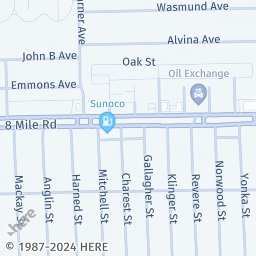 Wasmund Ave
Alvina Ave
John B Ave
Oak St
Oil Exchange
Emmons Ave
Sunoco
8 Mile Rd
Mackay
Anglin St
Harned St
Mitchell St
Charest St
Gallagher St
Klinger St
Revere St
Norwood St
Yonka St
© 1987-2024 HERE